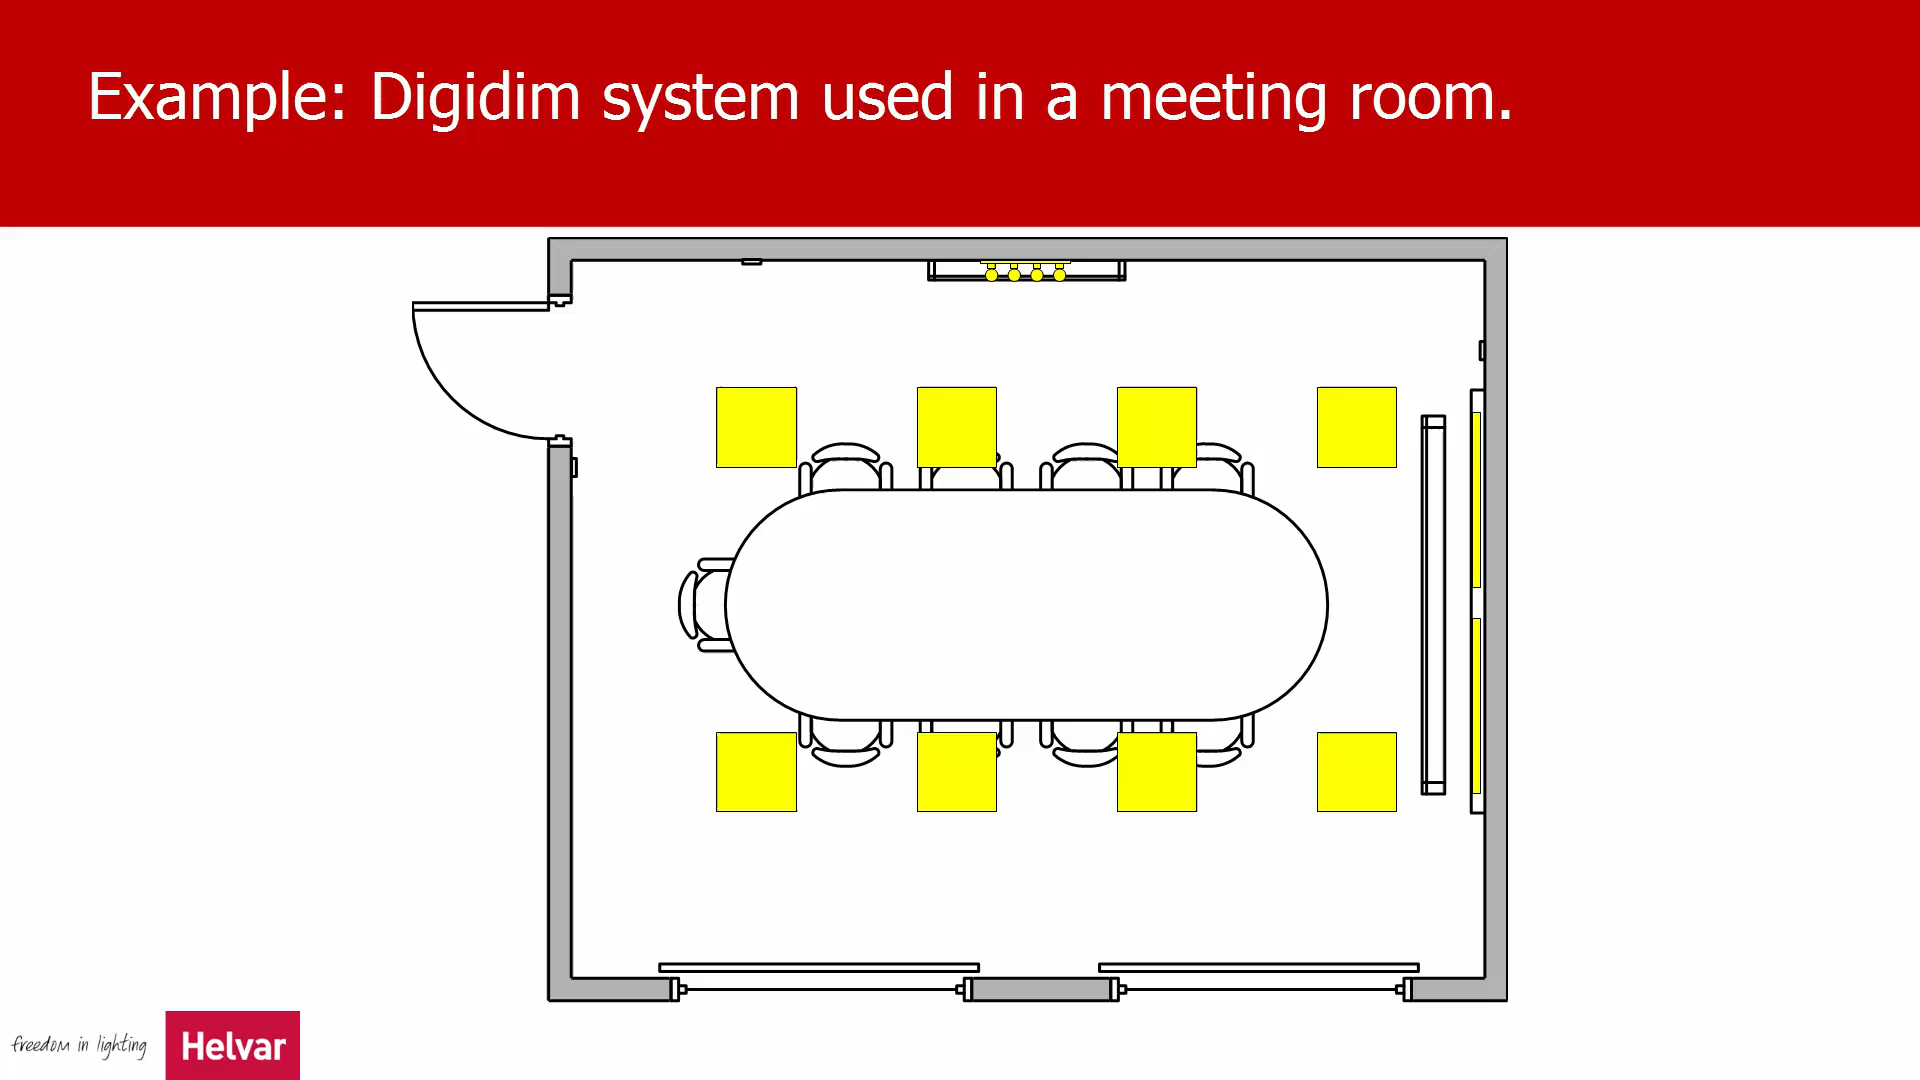 Example: Digidim system used in a meeting room.
freedom in lighting
Helvar